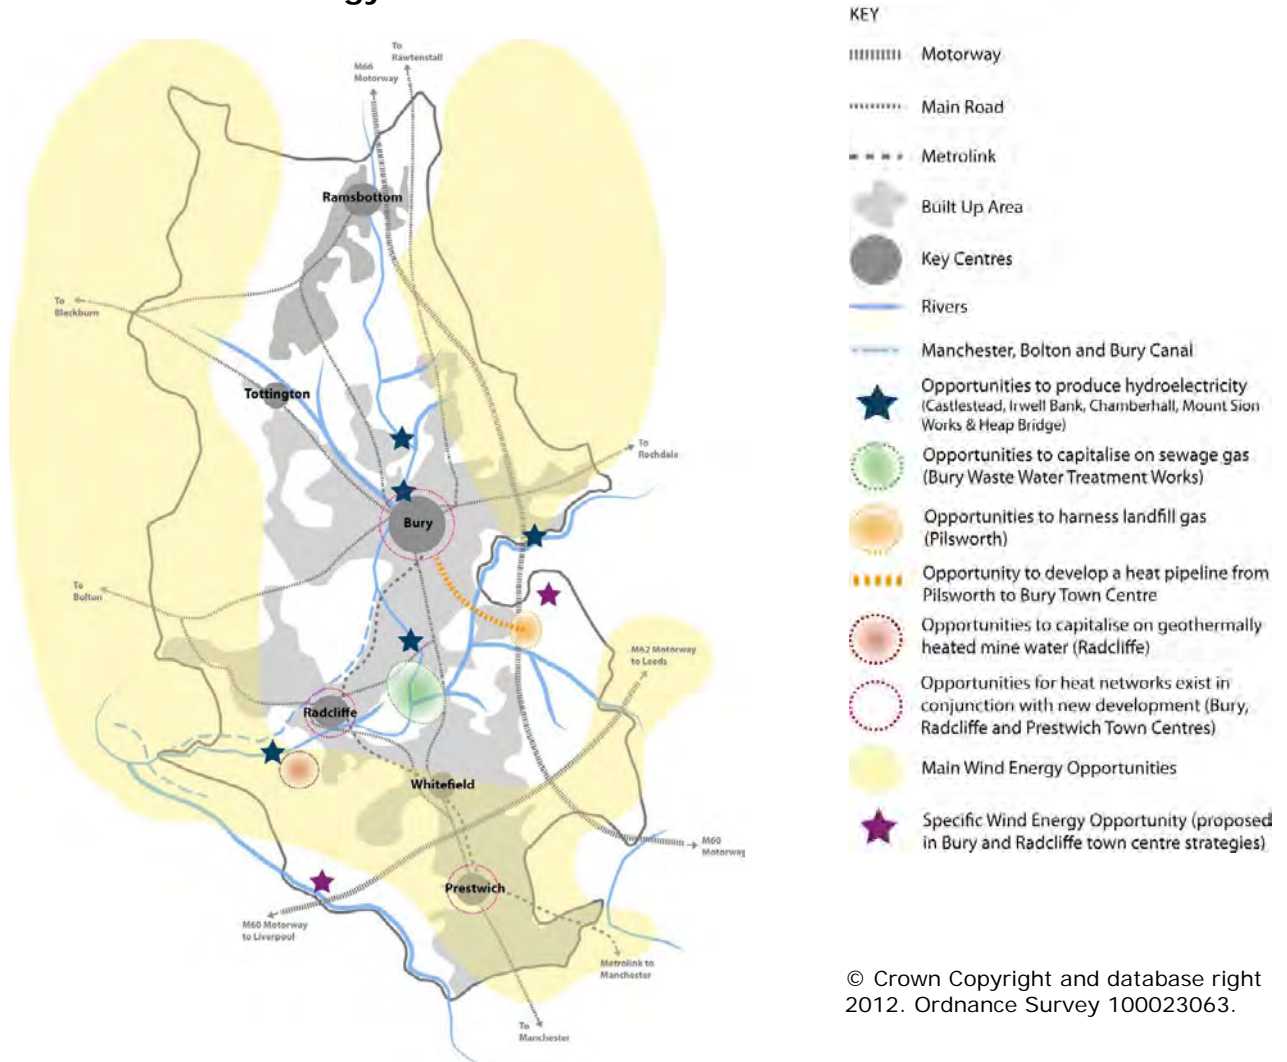 To
Rawtenstall
M66
Motorway
Ramsbottom
To
Blackburn
Tottington
To
Rochdale
Bury
To
Bolton
M62 Motorway
to Leeds
Radcliffe
Whitefield
M60
Motorway
Prestwich
M60 Motorway
to Liverpool
Metrolink to
Manchester
To
Manchester
KEY
Motorway
Main Road
Metrolink
Built Up Area
Key Centres
Rivers
Manchester, Bolton and Bury Canal
Opportunities to produce hydroelectricity
(Castlestead, Irwell Bank, Chamberhall, Mount Sion
Works & Heap Bridge)
Opportunities to capitalise on sewage gas
(Bury Waste Water Treatment Works)
Opportunities to harness landfill gas
(Pilsworth)
Opportunity to develop a heat pipeline from
Pilsworth to Bury Town Centre
Opportunities to capitalise on geothermally
heated mine water (Radcliffe)
Opportunities for heat networks exist in
conjunction with new development (Bury,
Radcliffe and Prestwich Town Centres)
Main Wind Energy Opportunities
Specific Wind Energy Opportunity (proposed
in Bury and Radcliffe town centre strategies)
© Crown Copyright and database right
2012. Ordnance Survey 100023063.